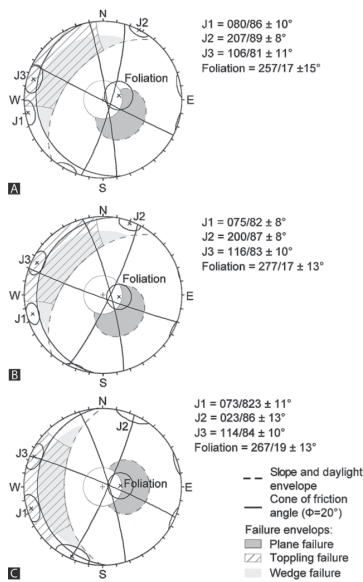 N
J2
J3
Foliation
W
E
J1
S
A
J1 = 080/86 ± 10°
J2 = 207/89 ± 8°
J3 = 106/81 ± 11°
Foliation = 257/17 ±15°
N
J2
J3
Foliation
W
E
J1
S
B
J1 = 075/82 ± 8°
J2 = 200/87 ± 8°
J3 = 116/83 ± 10°
Foliation = 277/17 ± 13°
N
J2
J3
Foliation
W
E
J1
S
C
J1 = 073/823 ± 11°
J2 = 023/86 ± 13°
J3 = 114/84 ± 10°
Foliation = 267/19 ± 13°
Slope and daylight
envelope
Cone of friction
angle (Φ=20°)
Failure envelops:
Plane failure
Toppling failure
Wedge failure